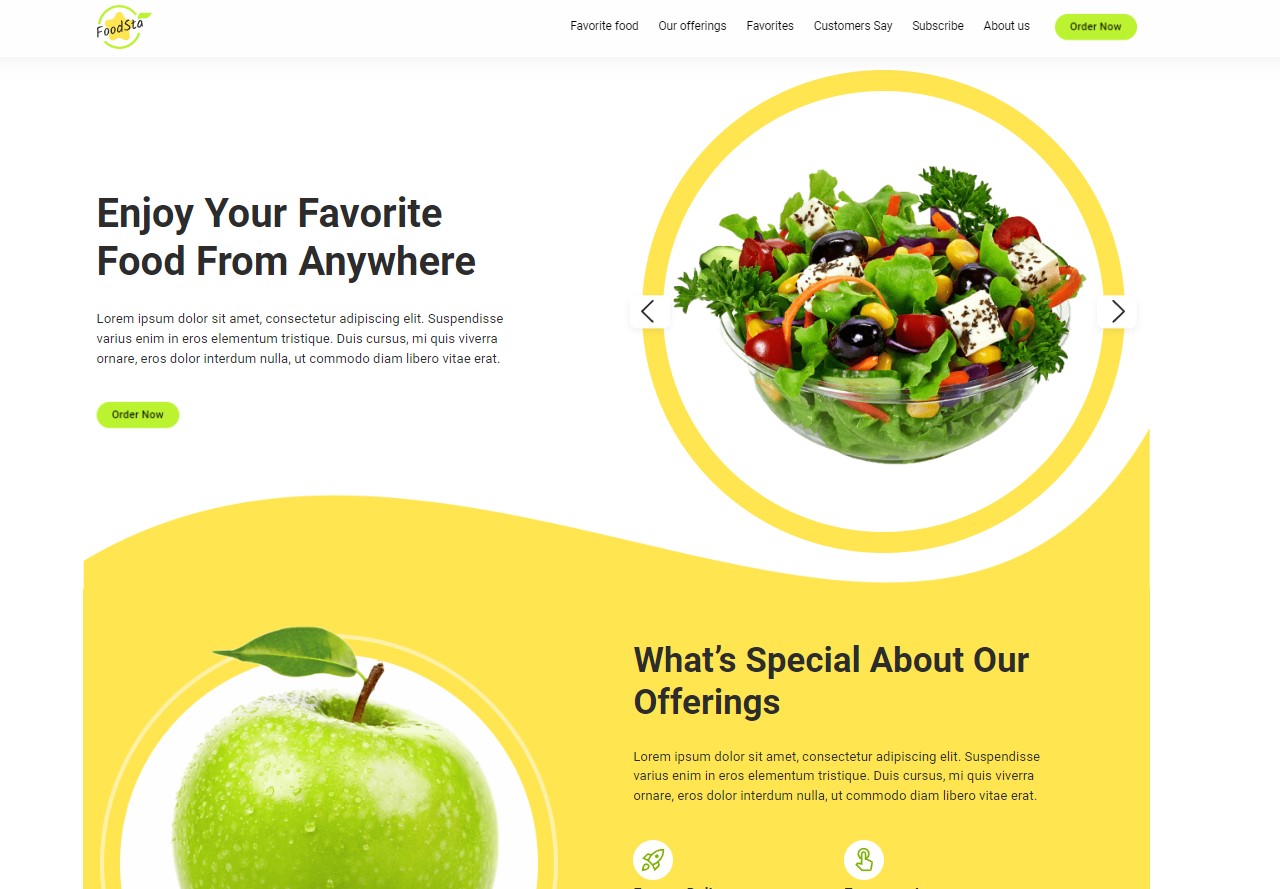 FoodSta
Favorite food
Our offerings
Favorites
Customers Say
Subscribe
About us
Order Now
Enjoy Your Favorite
Food From Anywhere
Lorem ipsum dolor sit amet, consectetur adipiscing elit. Suspendisse
varius enim in eros elementum tristique. Duis cursus, mi quis viverra
ornare, eros dolor interdum nulla, ut commodo diam libero vitae erat.
Order Now
What’s Special About Our
Offerings
Lorem ipsum dolor sit amet, consectetur adipiscing elit. Suspendisse
varius enim in eros elementum tristique. Duis cursus, mi quis viverra
ornare, eros dolor interdum nulla, ut commodo diam libero vitae erat.